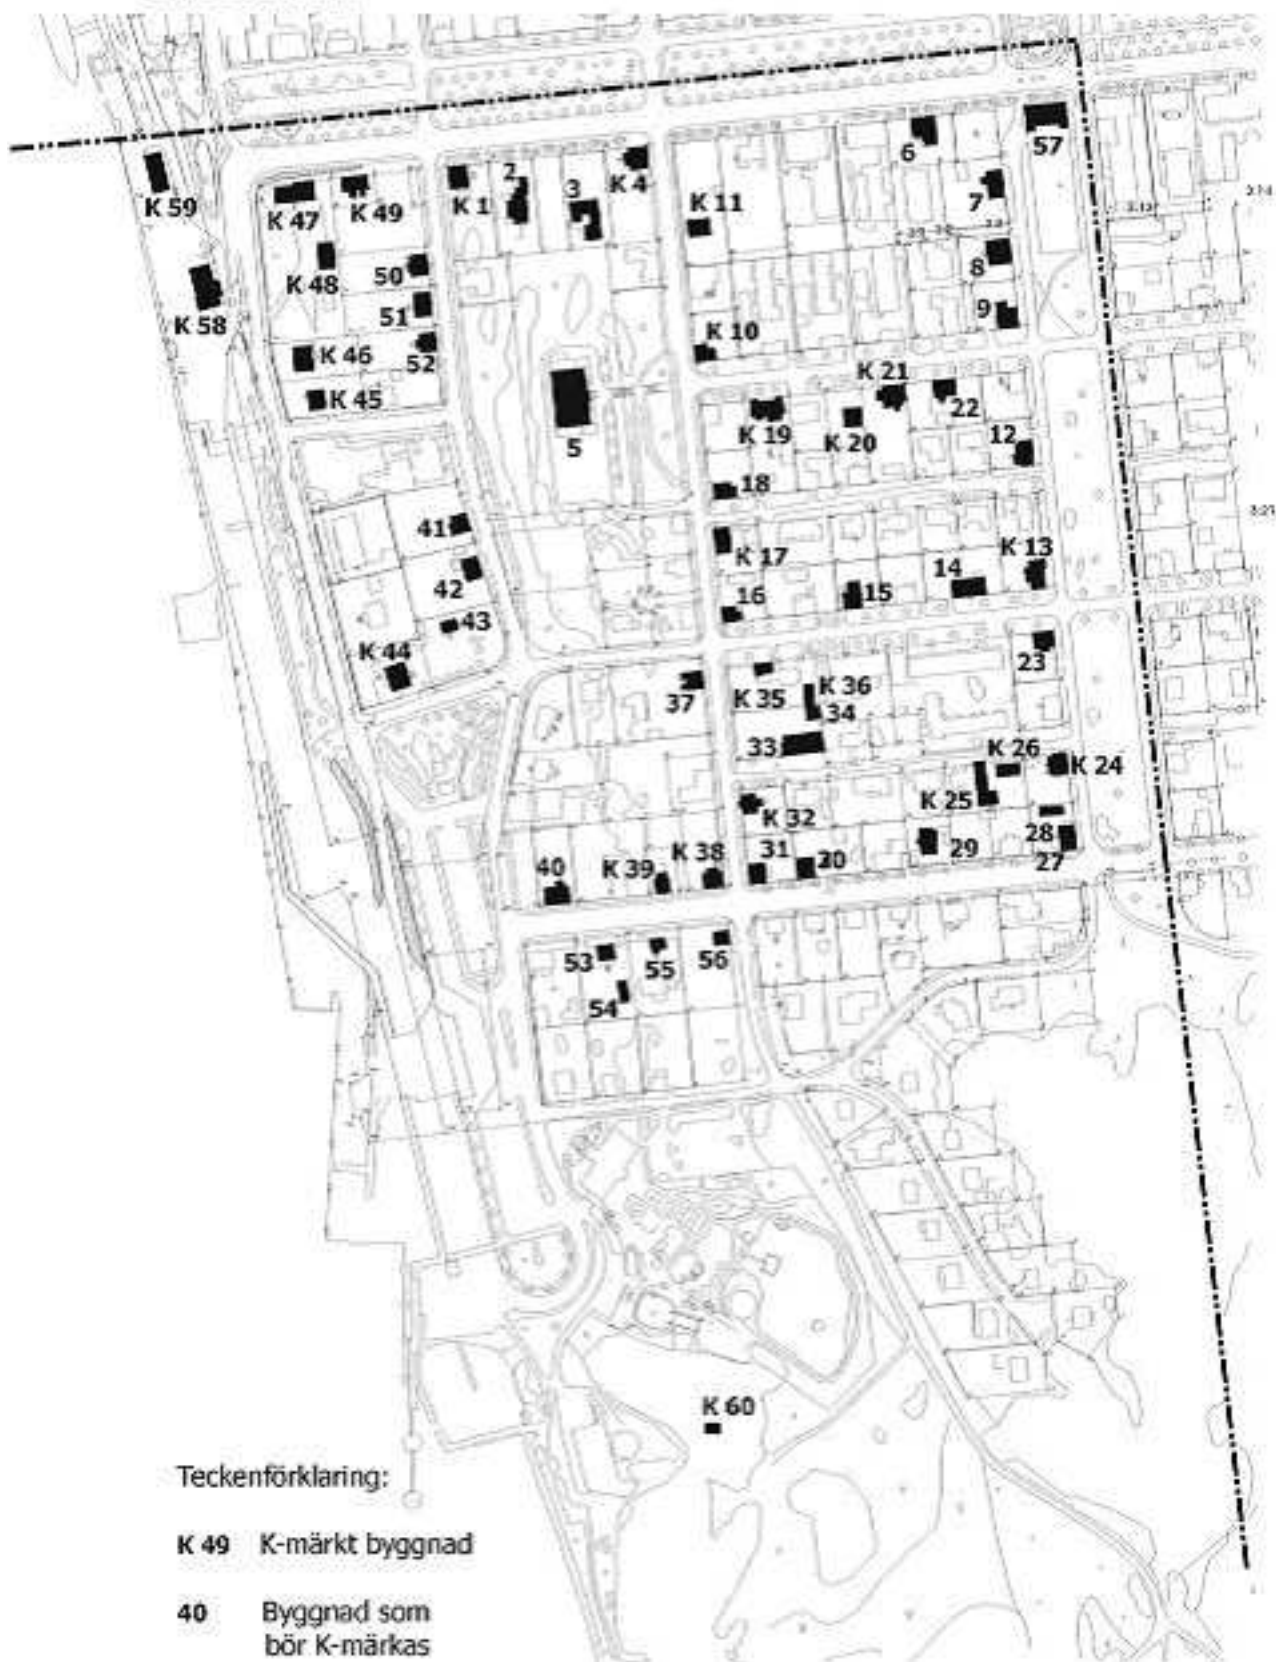 K 59
K 47
K 49
K 1
2
3
K 4
6
57
7
K 11
K 48
50
8
K 58
51
9
K 46
52
K 10
K 45
5
K 21
K 19
K 20
22
12
18
41
K 17
K 13
42
16
15
14
43
K 44
23
37
K 35
K 36
34
33
K 26
K 24
K 25
K 32
40
K 39
K 38
31
30
29
28
27
53
55
56
54
K 60
Teckenförklaring:
K 49 K-märkt byggnad
40 Byggnad som
bör K-märkas